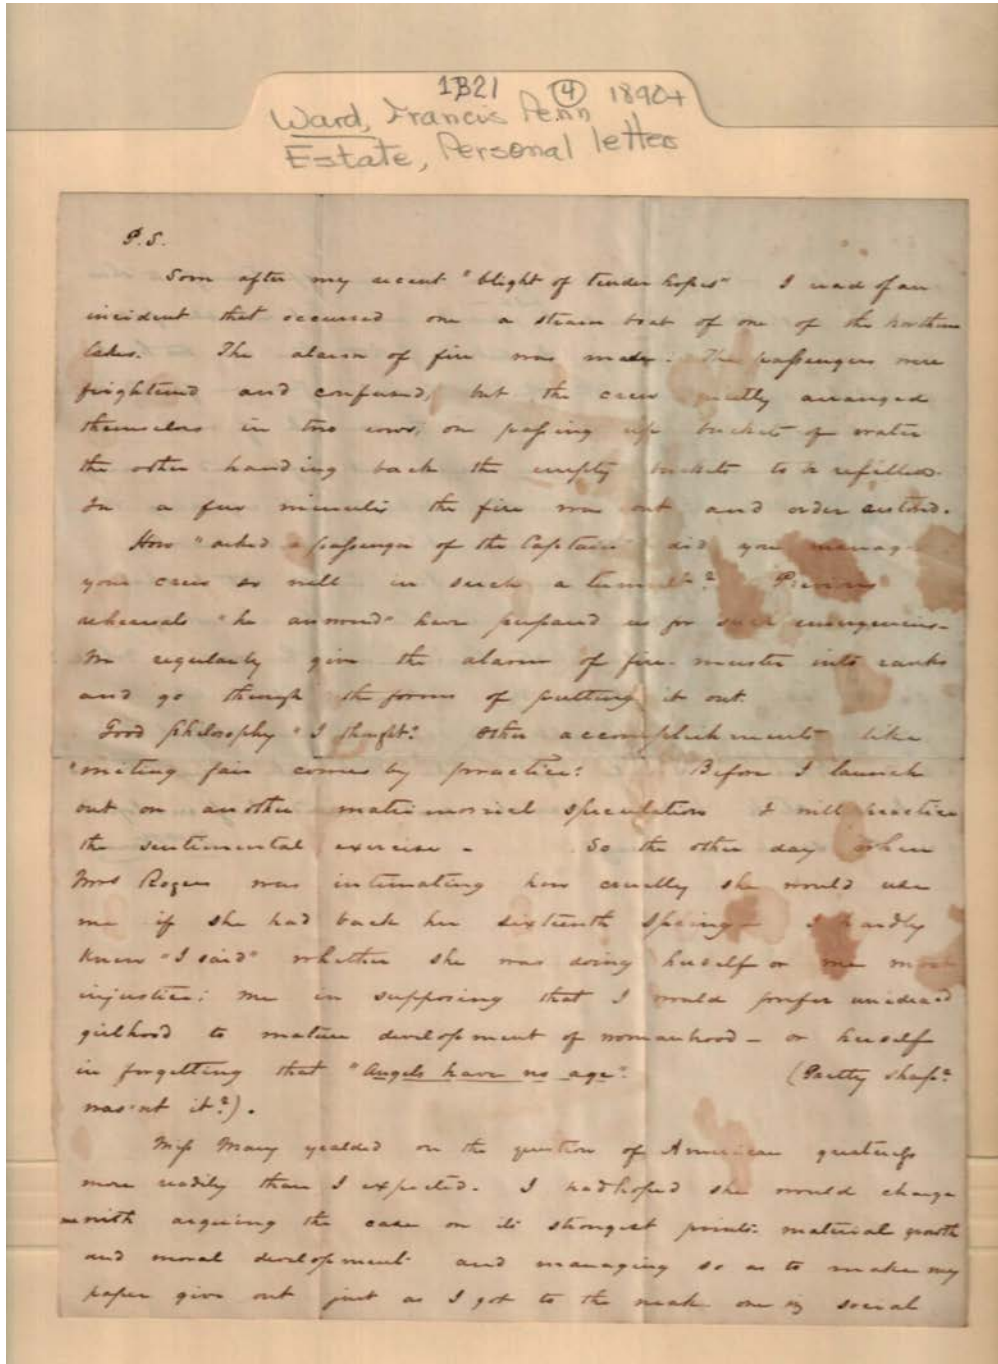 1821 ④ 1890+
Ward, Francis Penn
Estate, Personal letter
P.S.
Soon after my recent "blight of tender hopes" I read of an
incident that occurred one a steam boat of one of the northern
lakes. The alarm of fire was made. The passengers were
frightened and confused, but the crew quietly arranged
themselves in two rows, one passing up buckets of water
the other handing back the empty buckets to be refilled.
In a few minutes the fire was out and order restored.
How "asked a passenger of the Captain" did you manage
your crew so well in such a tumult? Previous
rehearsals "he answered" have prepared us for such emergencies.
We regularly give the alarm of fire - muster into ranks
and go through the forms of putting it out.
Good philosophy "I thought." Other accomplishments like
"writing fair comes by practice." Before I launch
out on another matrimonial speculation I will practice
the sentimental exercise - So the other day when
Mrs Rogers was intimating how cruelly she would use
me if she had back her sixteenth spring - I hardly
knew "I said" whether she was doing herself or me more
injustice; me in supposing that I would prefer
girlhood to mature development of womanhood - or herself
in forgetting that "Angels have no age". (Pretty sharp?
was'nt it?).
Miss Mary yealded on the question of American greatness
more readily than I expected. I had hoped she would charge
me with arguing the case on its strongest points: material growth
and moral development and managing so as to make my
paper give out just as I got to the weak one in social